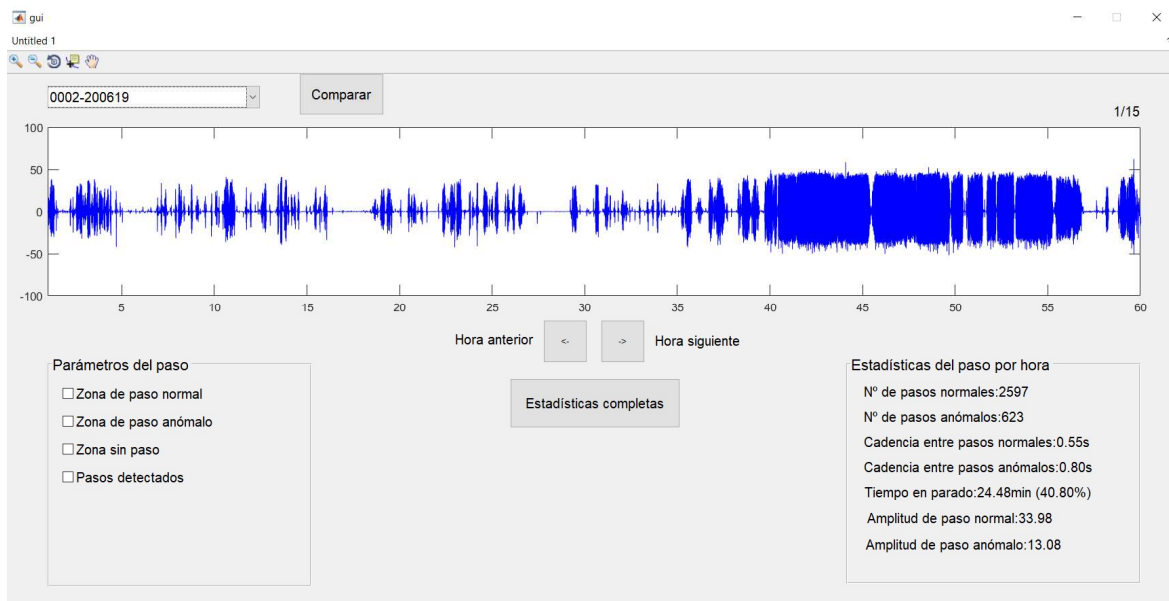 gui
Untitled 1
0002-200619
Comparar
1/15
100
50
0
-50
-100
5 10 15 20 25 30 35 40 45 50 55 60
Hora anterior <- -> Hora siguiente
Estadísticas completas
Parámetros del paso
Zona de paso normal
Zona de paso anómalo
Zona sin paso
Pasos detectados
Estadísticas del paso por hora
Nº de pasos normales:2597
Nº de pasos anómalos:623
Cadencia entre pasos normales:0.55s
Cadencia entre pasos anómalos:0.80s
Tiempo en parado:24.48min (40.80%)
Amplitud de paso normal:33.98
Amplitud de paso anómalo:13.08